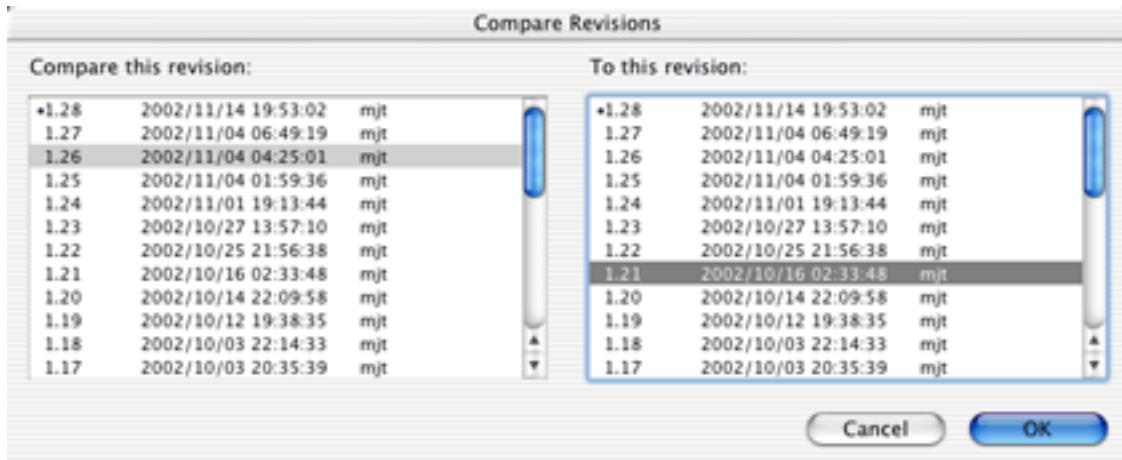 Compare Revisions
Compare this revision:
•1.28 2002/11/14 19:53:02 mjt
1.27 2002/11/04 06:49:19 mjt
1.26 2002/11/04 04:25:01 mjt
1.25 2002/11/04 01:59:36 mjt
1.24 2002/11/01 19:13:44 mjt
1.23 2002/10/27 13:57:10 mjt
1.22 2002/10/25 21:56:38 mjt
1.21 2002/10/16 02:33:48 mjt
1.20 2002/10/14 22:09:58 mjt
1.19 2002/10/12 19:38:35 mjt
1.18 2002/10/03 22:14:33 mjt
1.17 2002/10/03 20:35:39 mjt
To this revision:
•1.28 2002/11/14 19:53:02 mjt
1.27 2002/11/04 06:49:19 mjt
1.26 2002/11/04 04:25:01 mjt
1.25 2002/11/04 01:59:36 mjt
1.24 2002/11/01 19:13:44 mjt
1.23 2002/10/27 13:57:10 mjt
1.22 2002/10/25 21:56:38 mjt
1.21 2002/10/16 02:33:48 mjt
1.20 2002/10/14 22:09:58 mjt
1.19 2002/10/12 19:38:35 mjt
1.18 2002/10/03 22:14:33 mjt
1.17 2002/10/03 20:35:39 mjt
Cancel
OK